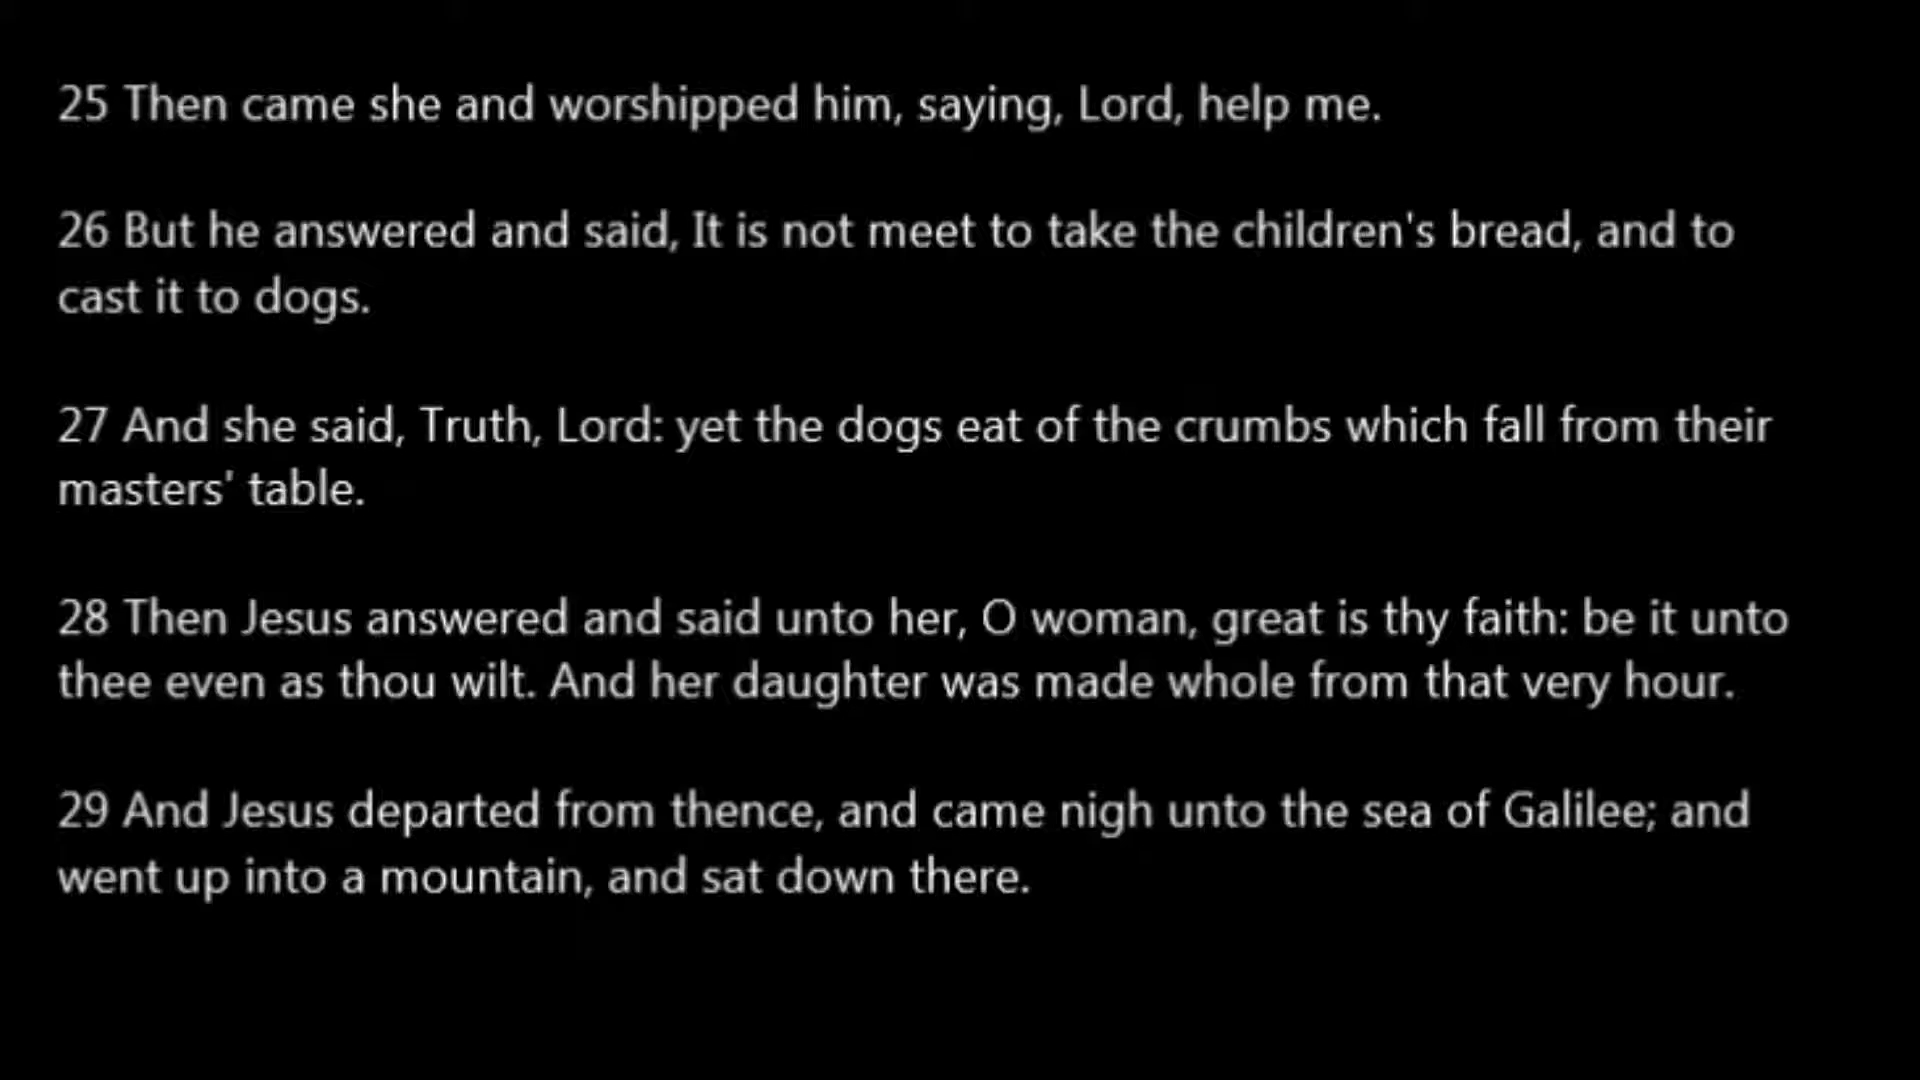 25 Then came she and worshipped him, saying, Lord, help me.
26 But he answered and said, It is not meet to take the children's bread, and to
cast it to dogs.
27 And she said, Truth, Lord: yet the dogs eat of the crumbs which fall from their
masters' table.
28 Then Jesus answered and said unto her, O woman, great is thy faith: be it unto
thee even as thou wilt. And her daughter was made whole from that very hour.
29 And Jesus departed from thence, and came nigh unto the sea of Galilee; and
went up into a mountain, and sat down there.